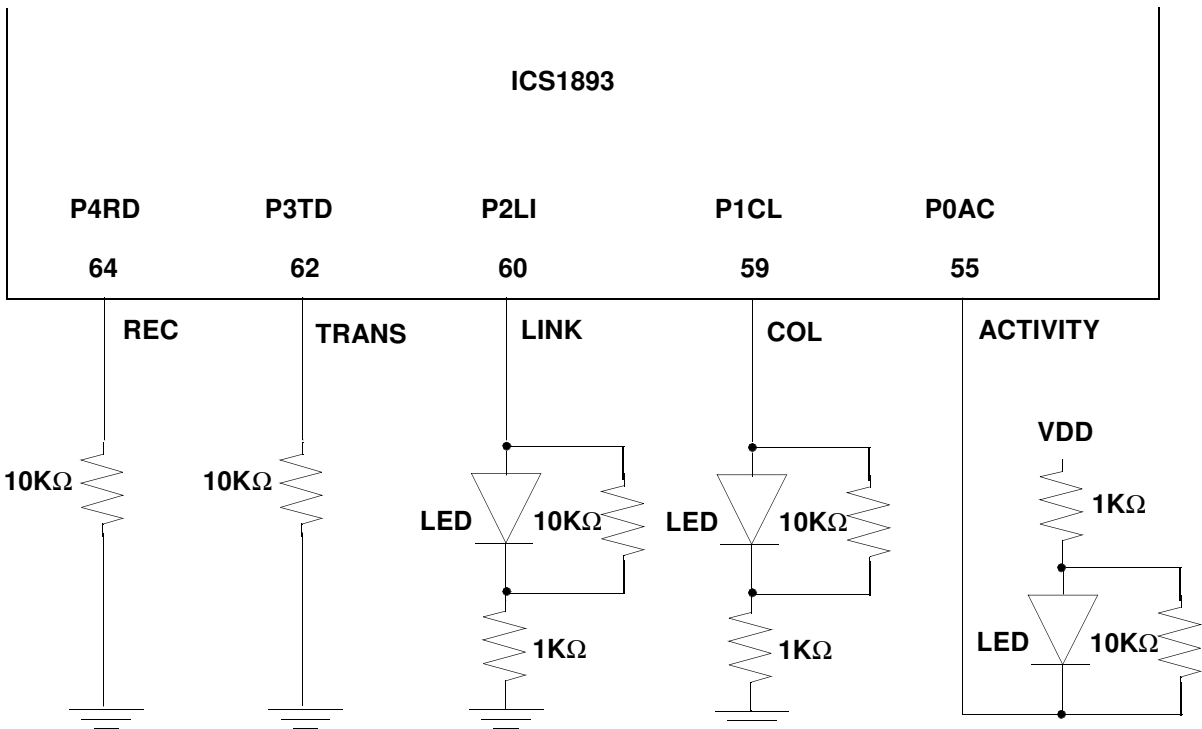 ICS1893
P4RD P3TD P2LI P1CL P0AC
64 62 60 59 55
REC TRANS LINK COL ACTIVITY
VDD
10KΩ 10KΩ 1KΩ
LED 10KΩ LED 10KΩ
1KΩ 1KΩ LED 10KΩ